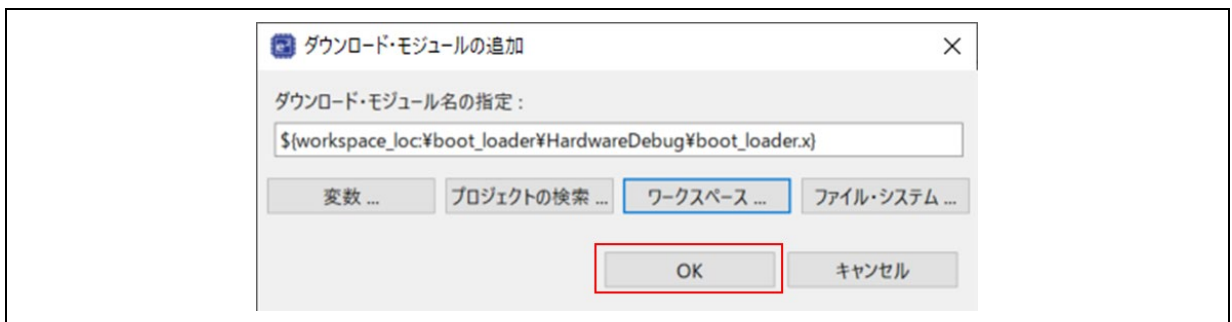 ダウンロード・モジュールの追加
ダウンロード・モジュール名の指定 :
${workspace_loc:¥boot_loader¥HardwareDebug¥boot_loader.x}
変数 ... プロジェクトの検索 ... ワークスペース ... ファイル・システム ...
OK キャンセル